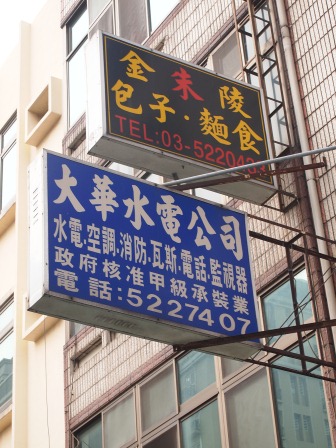 金朱陵
包子·麵食
TEL:03-522042
大華水電公司
水電·空調·消防·瓦斯·電話·監視器
政府核准甲級承裝業
電話:5227407